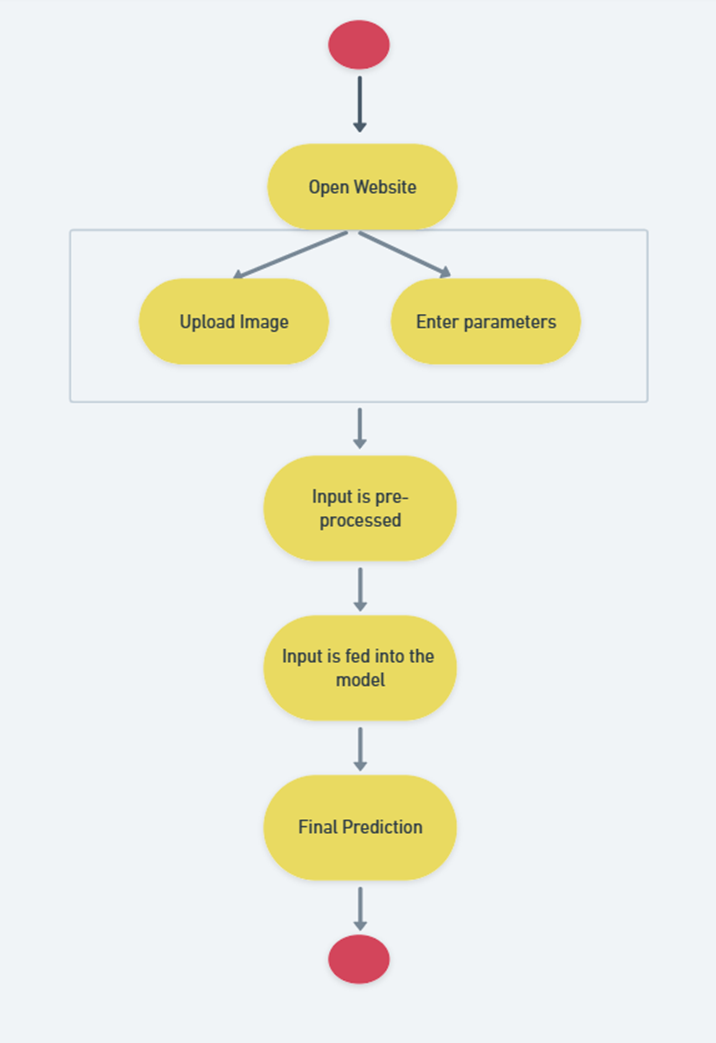 Open Website
Upload Image
Enter parameters
Input is pre-
processed
Input is fed into the
model
Final Prediction